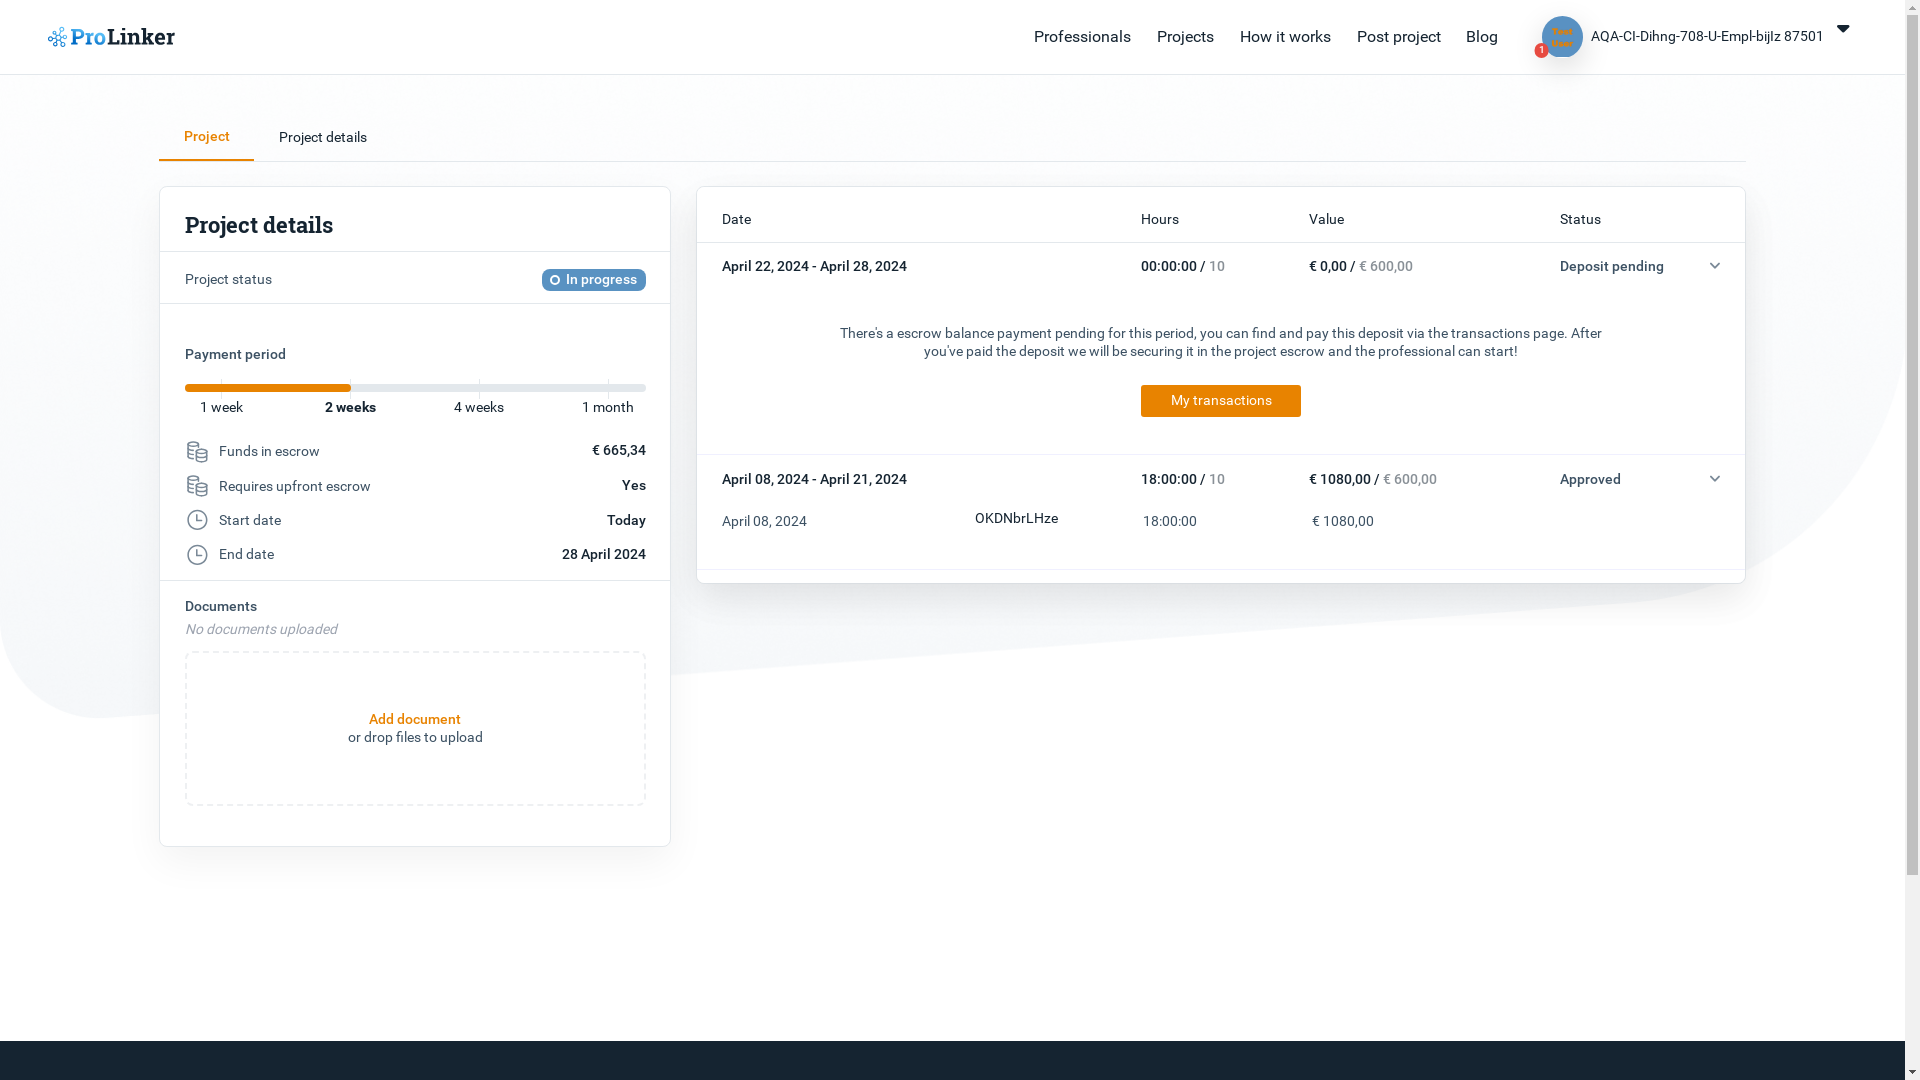 ProLinker
Professionals
Projects
How it works
Post project
Blog
Test
User
1
AQA-CI-Dihng-708-U-Empl-bijIz 87501
Project
Project details
Project details
Project status
In progress
Payment period
1 week
2 weeks
4 weeks
1 month
Funds in escrow
€ 665,34
Requires upfront escrow
Yes
Start date
Today
End date
28 April 2024
Documents
No documents uploaded
Add document
or drop files to upload
Date Hours Value Status
April 22, 2024 - April 28, 2024 00:00:00 / 10 € 0,00 / € 600,00 Deposit pending
There's a escrow balance payment pending for this period, you can find and pay this deposit via the transactions page. After
you've paid the deposit we will be securing it in the project escrow and the professional can start!
My transactions
April 08, 2024 - April 21, 2024 18:00:00 / 10 € 1080,00 / € 600,00 Approved
April 08, 2024 OKDNbrLHze 18:00:00 € 1080,00